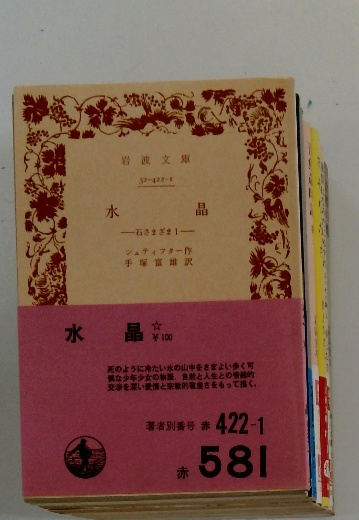 岩波文庫
32-422-1
水晶
―石さまざま1―
シュティフター作
手塚富雄訳
水晶 ☆ ￥100
死のように冷たい氷の山中をさまよい歩く可
憐な少年少女の物語．自然と人生との情緒的
交渉を深い愛情と宗教的敬虔さをもって描く．
著者別番号 赤 422-1
赤 581